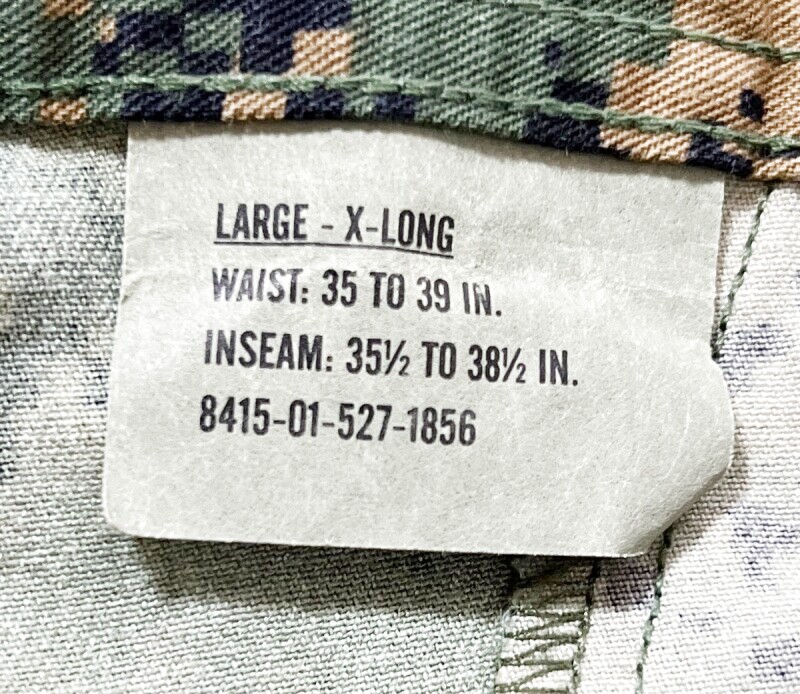 LARGE - X-LONG
WAIST: 35 TO 39 IN.
INSEAM: 35½ TO 38½ IN.
8415-01-527-1856